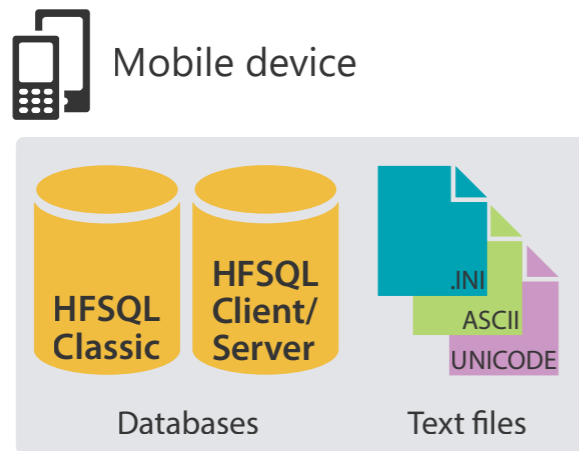 Mobile device
HFSQL
Classic
HFSQL
Client/
Server
.INI
ASCII
UNICODE
Databases
Text files